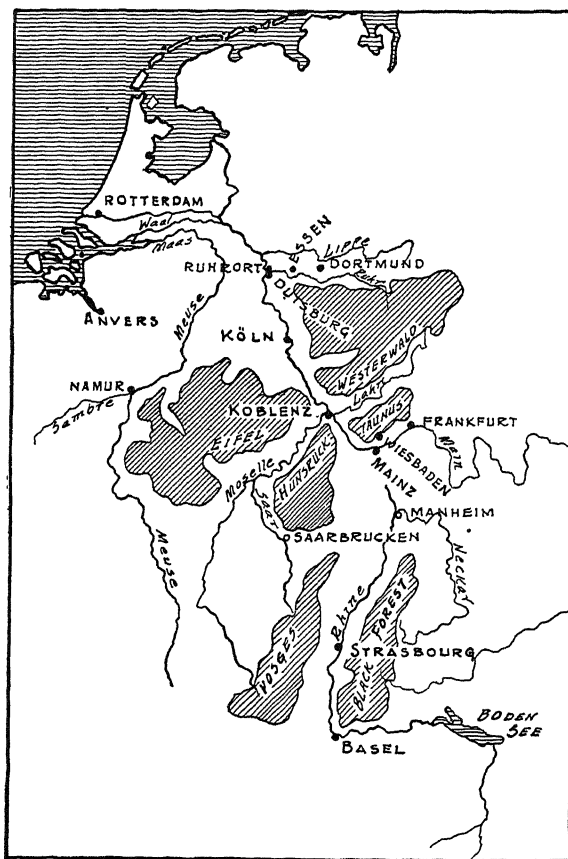 ROTTERDAM
Waal
Maas
ESSEN
Lippe
RUHRORT
DORTMUND
Ruhr
DUISBURG
ANVERS
Meuse
KÖLN
WESTERWALD
NAMUR
Lahn
Sambre
KOBLENZ
TAUNUS
FRANKFURT
EIFEL
WIESBADEN
Main
MAINZ
Moselle
HUNSRUCK
Saar
MANHEIM
SAARBRUCKEN
Meuse
Neckar
Rhine
BLACK FOREST
STRASBOURG
VOSGES
BODEN
SEE
BASEL